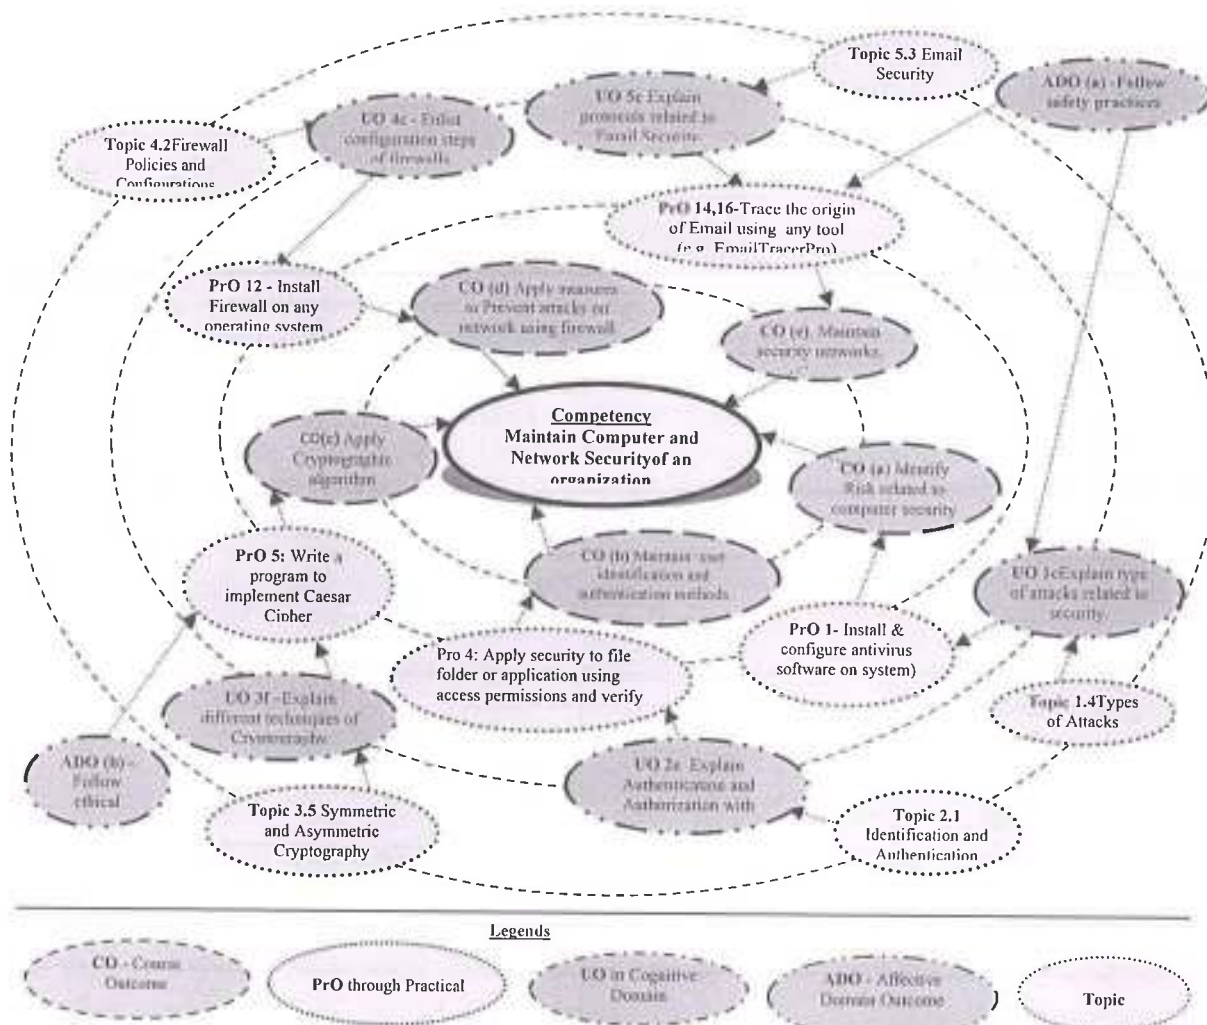 Topic 5.3 Email
Security
ADO (a) - Follow
safety practices
UO 5c Explain
protocols related to
Email Security.
UO 4c - Enlist
configuration steps
of firewalls
Topic 4.2Firewall
Policies and
Configurations
PrO 14,16-Trace the
origin of Email using any tool
(e.g. EmailTracerPro)
PrO 12 - Install
Firewall on any
operating system
CO (d) Apply measures
to Prevent attacks on
network using firewall
CO (e). Maintain
security networks.
Competency
Maintain Computer and
Network Securityof an
organization
CO(c) Apply
Cryptographic
algorithm
CO (a) Identify
Risk related to
computer security
CO (b) Maintain user
identification and
authentication methods
PrO 5: Write a
program to
implement Caesar
Cipher
UO 1cExplain type
of attacks related to
security.
PrO 1- Install &
configure antivirus
software on system)
Pro 4: Apply security to file
folder or application using
access permissions and verify
UO 3f -Explain
different techniques of
Cryptography
Topic 1.4Types
of Attacks
ADO (b) -
Follow
ethical
UO 2a Explain
Authentication and
Authorization with
Topic 3.5 Symmetric
and Asymmetric
Cryptography
Topic 2.1
Identification and
Authentication
Legends
CO - Course
Outcome
PrO through Practical
UO in Cognitive
Domain
ADO - Affective
Domain Outcome
Topic